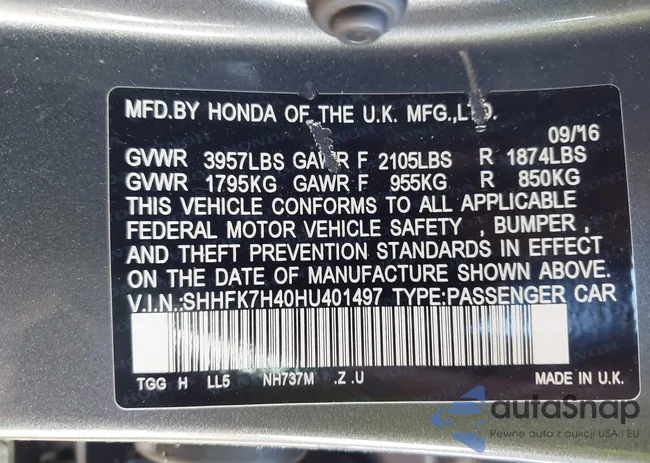 MFD.BY HONDA OF THE U.K. MFG.,LTD.
09/16
GVWR 3957LBS GAWR F 2105LBS R 1874LBS
GVWR 1795KG GAWR F 955KG R 850KG
THIS VEHICLE CONFORMS TO ALL APPLICABLE
FEDERAL MOTOR VEHICLE SAFETY , BUMPER ,
AND THEFT PREVENTION STANDARDS IN EFFECT
ON THE DATE OF MANUFACTURE SHOWN ABOVE.
V.I.N.:SHHFK7H40HU401497 TYPE:PASSENGER CAR
TGG H LL5 NH737M .Z .U MADE IN U.K.
autaSnap
Pewne auta z aukcji USA i EU